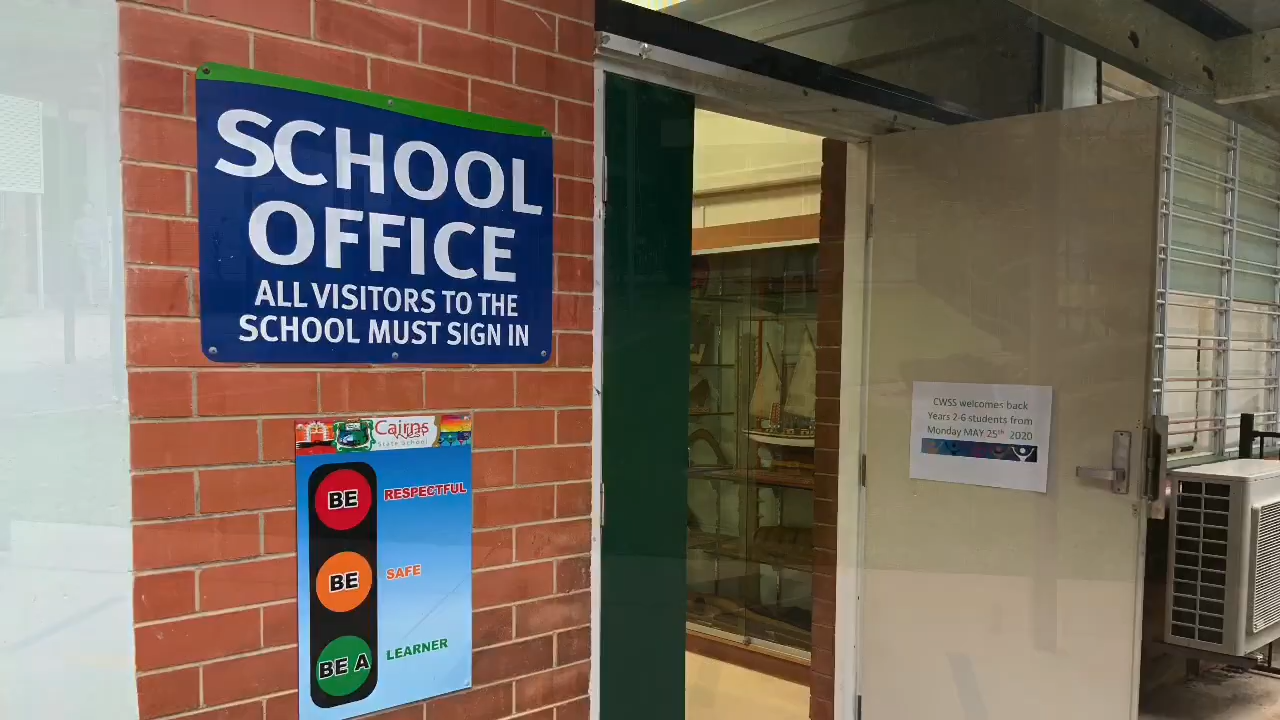 SCHOOL
OFFICE
ALL VISITORS TO THE
SCHOOL MUST SIGN IN
Cairns
West
State School
BE RESPECTFUL
BE SAFE
BE A LEARNER
CWSS welcomes back
Years 2-6 students from
Monday MAY 25th 2020